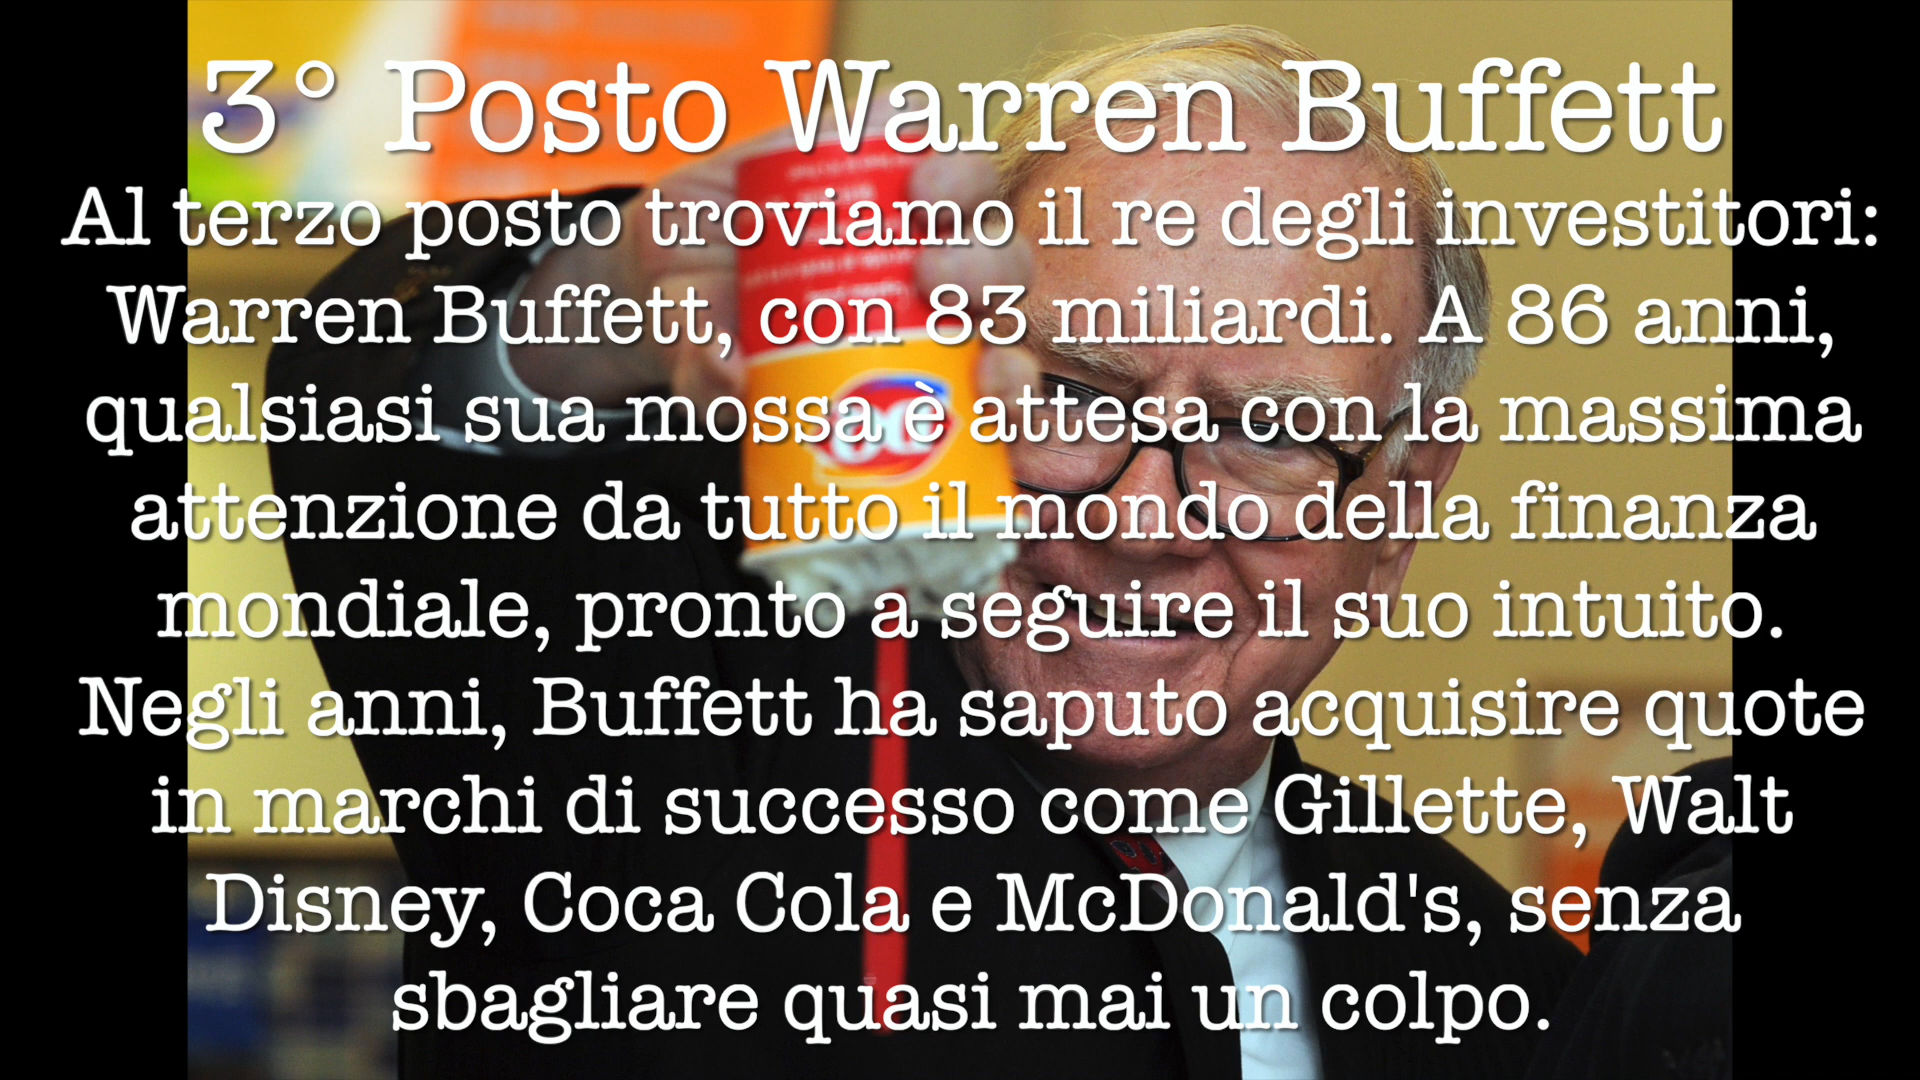 3° Posto Warren Buffett
Al terzo posto troviamo il re degli investitori:
Warren Buffett, con 83 miliardi. A 86 anni,
qualsiasi sua mossa è attesa con la massima
attenzione da tutto il mondo della finanza
mondiale, pronto a seguire il suo intuito.
Negli anni, Buffett ha saputo acquisire quote
in marchi di successo come Gillette, Walt
Disney, Coca Cola e McDonald's, senza
sbagliare quasi mai un colpo.